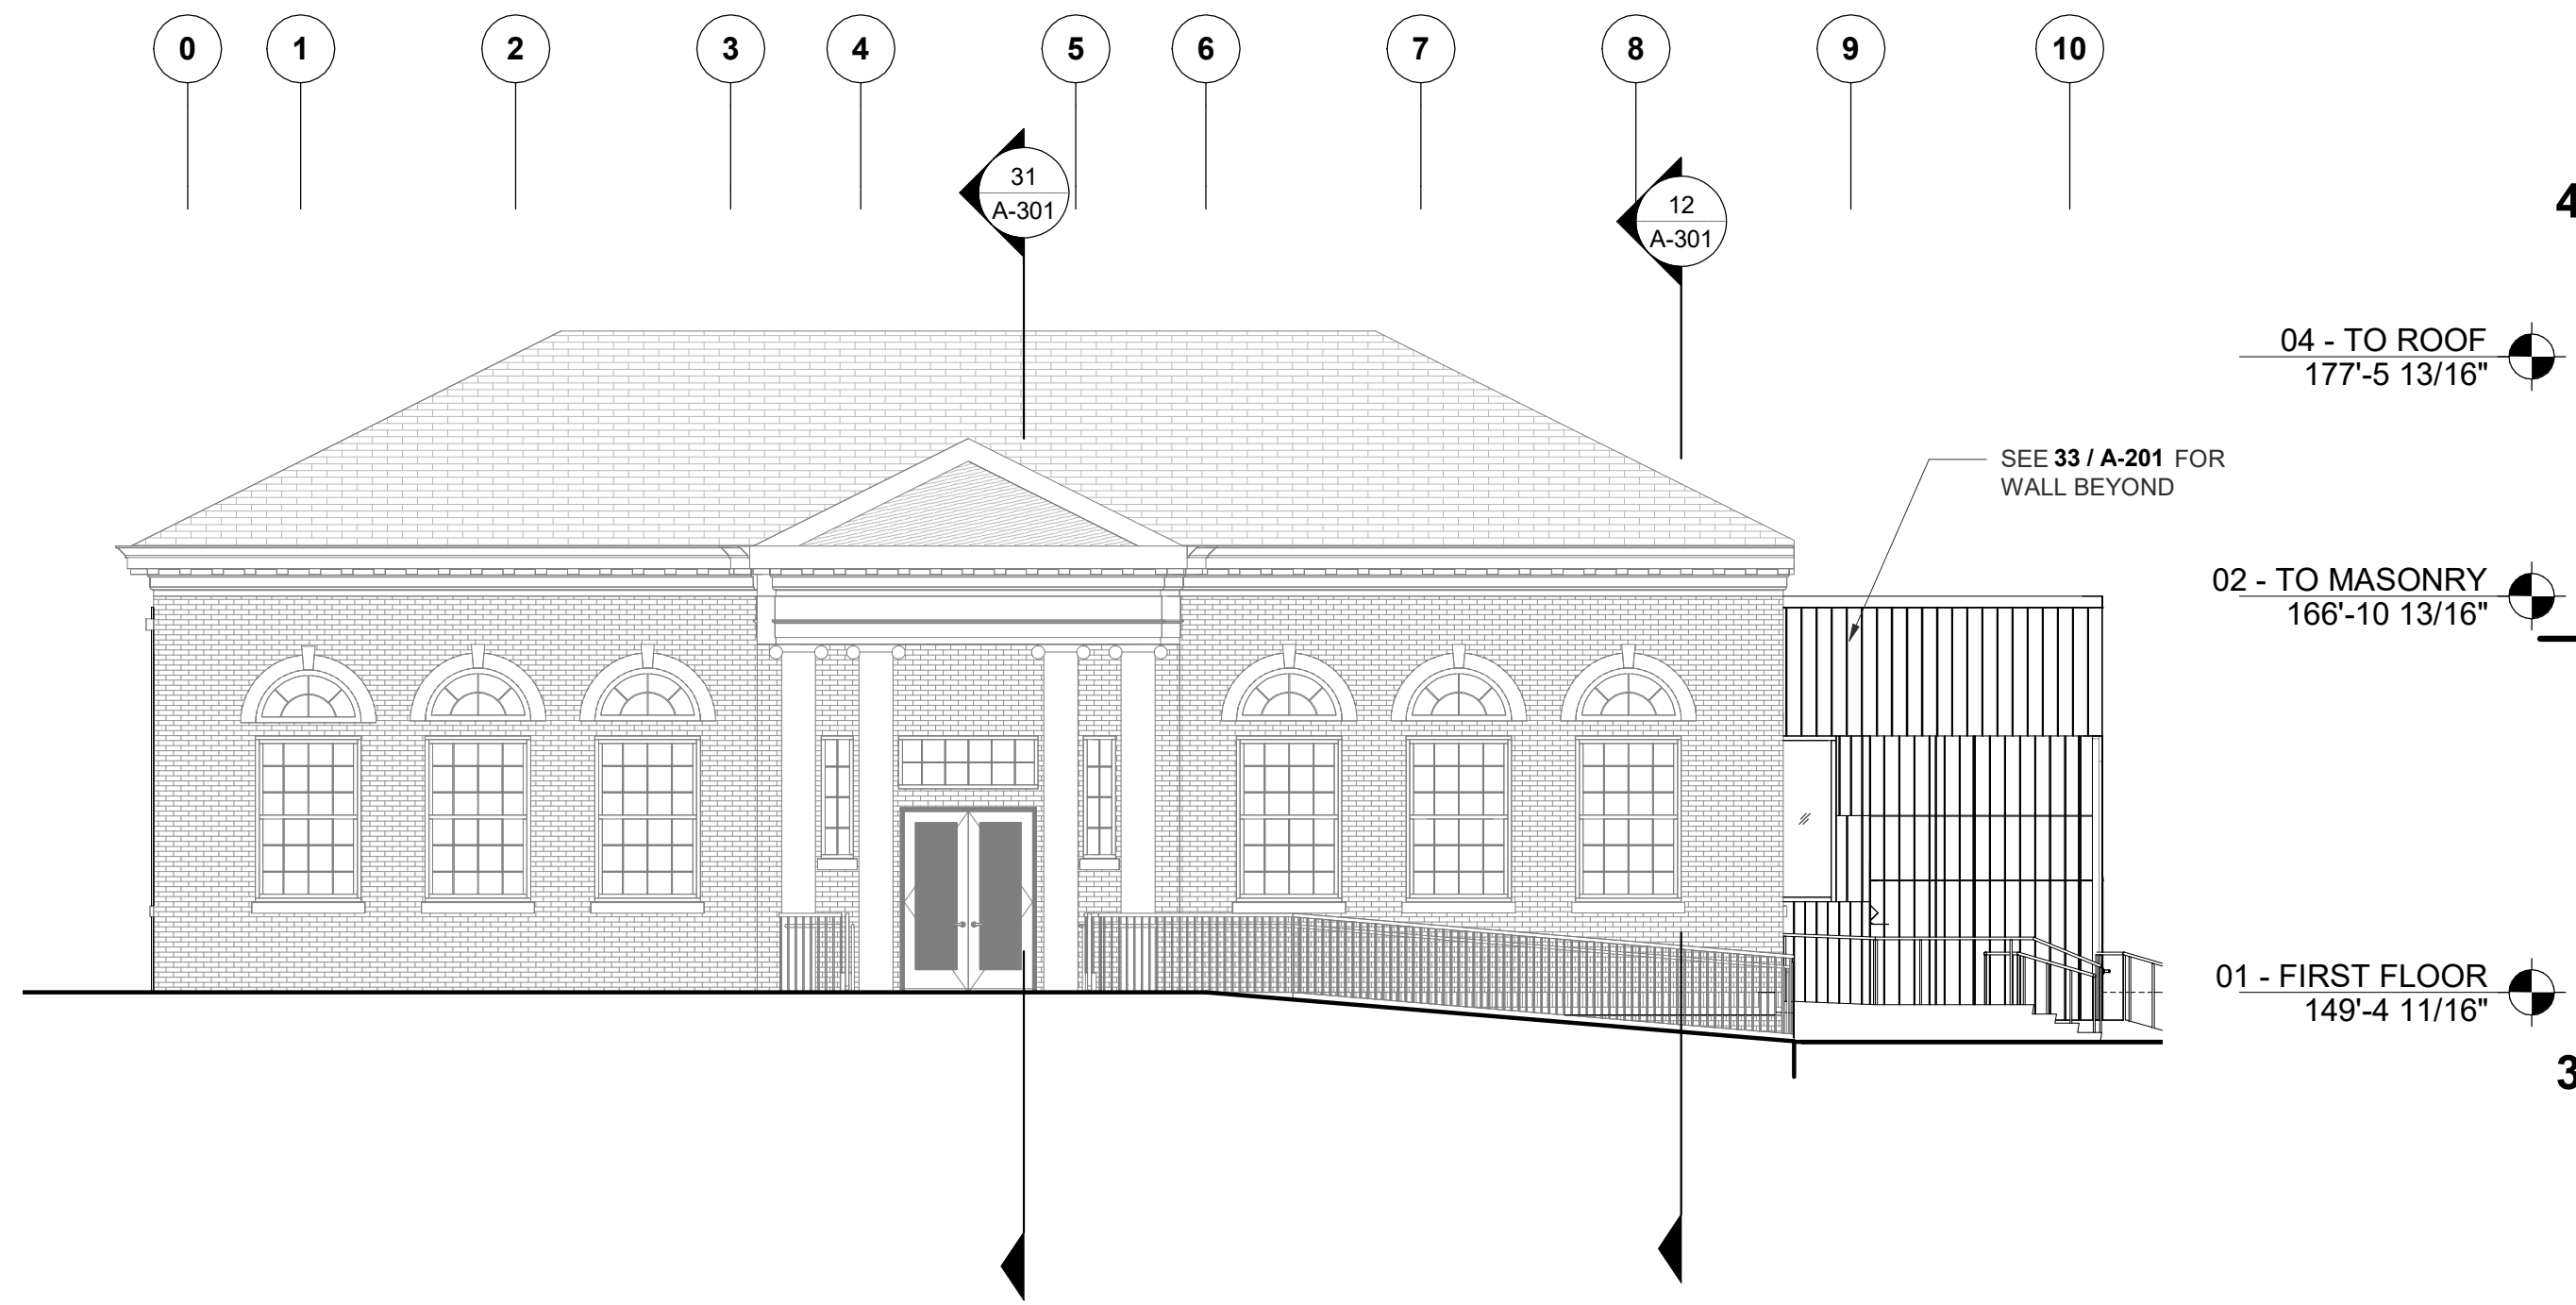 0 1 2 3 4 5 6 7 8 9 10
31
A-301
12
A-301
4
04 - TO ROOF
177'-5 13/16"
SEE 33 / A-201 FOR
WALL BEYOND
02 - TO MASONRY
166'-10 13/16"
01 - FIRST FLOOR
149'-4 11/16"
3